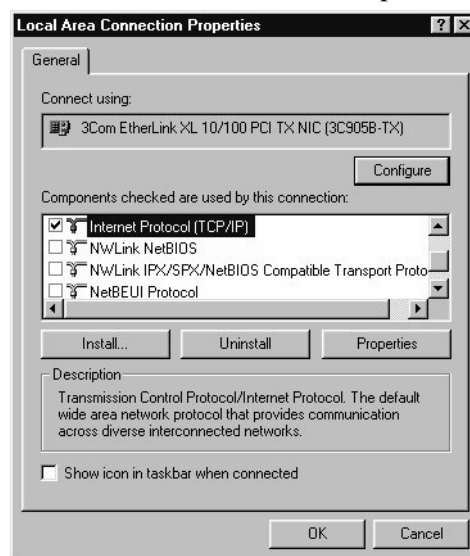 Local Area Connection Properties
General
Connect using:
3Com EtherLink XL 10/100 PCI TX NIC (3C905B-TX)
Configure
Components checked are used by this connection:
Internet Protocol (TCP/IP)
NWLink NetBIOS
NWLink IPX/SPX/NetBIOS Compatible Transport Proto
NetBEUI Protocol
Install... Uninstall Properties
Description
Transmission Control Protocol/Internet Protocol. The default
wide area network protocol that provides communication
across diverse interconnected networks.
Show icon in taskbar when connected
OK Cancel